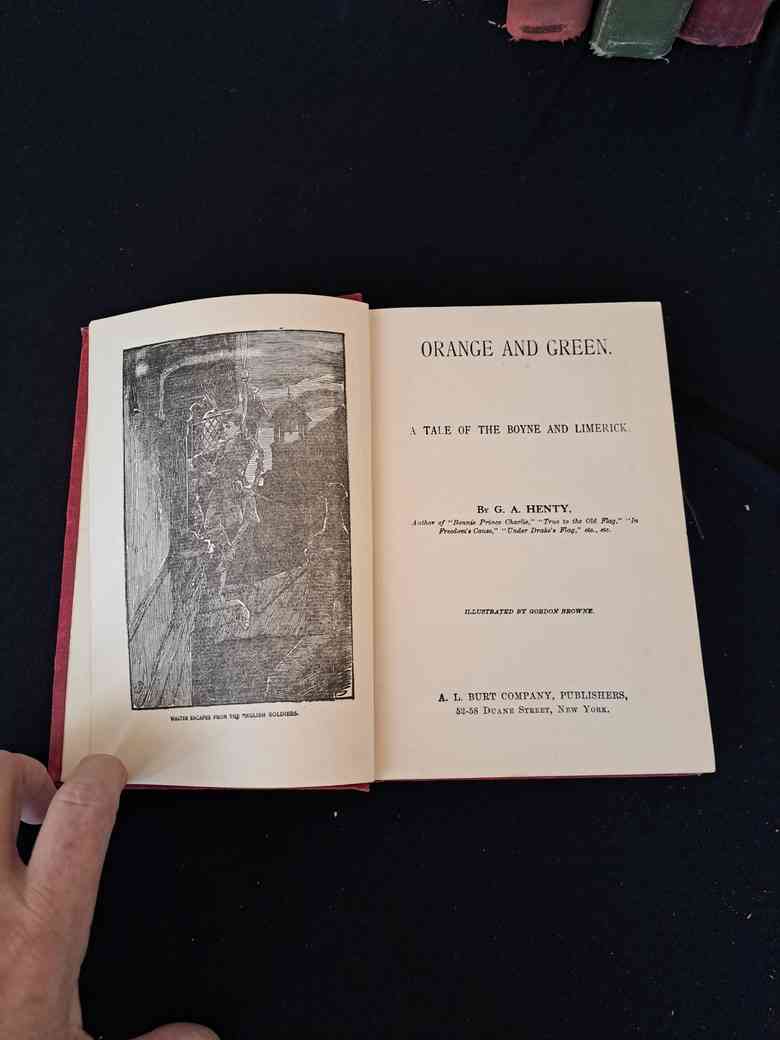 WALTER ESCAPES FROM THE ENGLISH SOLDIERS.
ORANGE AND GREEN.
A TALE OF THE BOYNE AND LIMERICK.
BY G. A. HENTY,
Author of "Bonnie Prince Charlie," "True to the Old Flag," "In
Freedom's Cause," "Under Drake's Flag," etc., etc.
ILLUSTRATED BY GORDON BROWNE.
A. L. BURT COMPANY, PUBLISHERS,
52-58 DUANE STREET, NEW YORK.